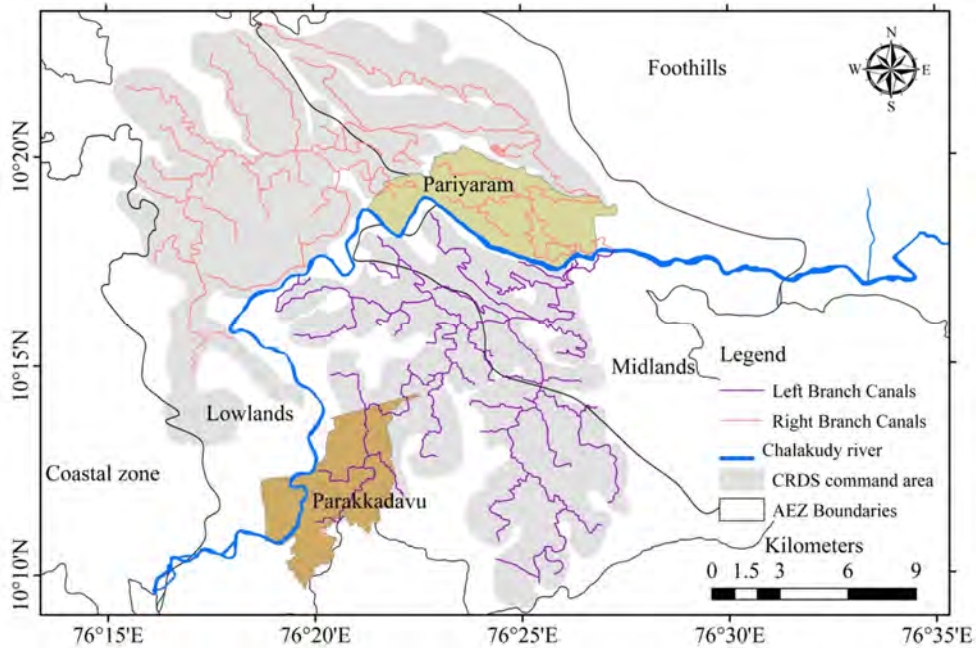 N
W E
S
Foothills
10°20'N
Pariyaram
10°15'N
Midlands
Legend
Left Branch Canals
Right Branch Canals
Chalakudy river
CRDS command area
AEZ Boundaries
Lowlands
Coastal zone
Parakkadavu
10°10'N
Kilometers
0 1.5 3 6 9
76°15'E 76°20'E 76°25'E 76°30'E 76°35'E